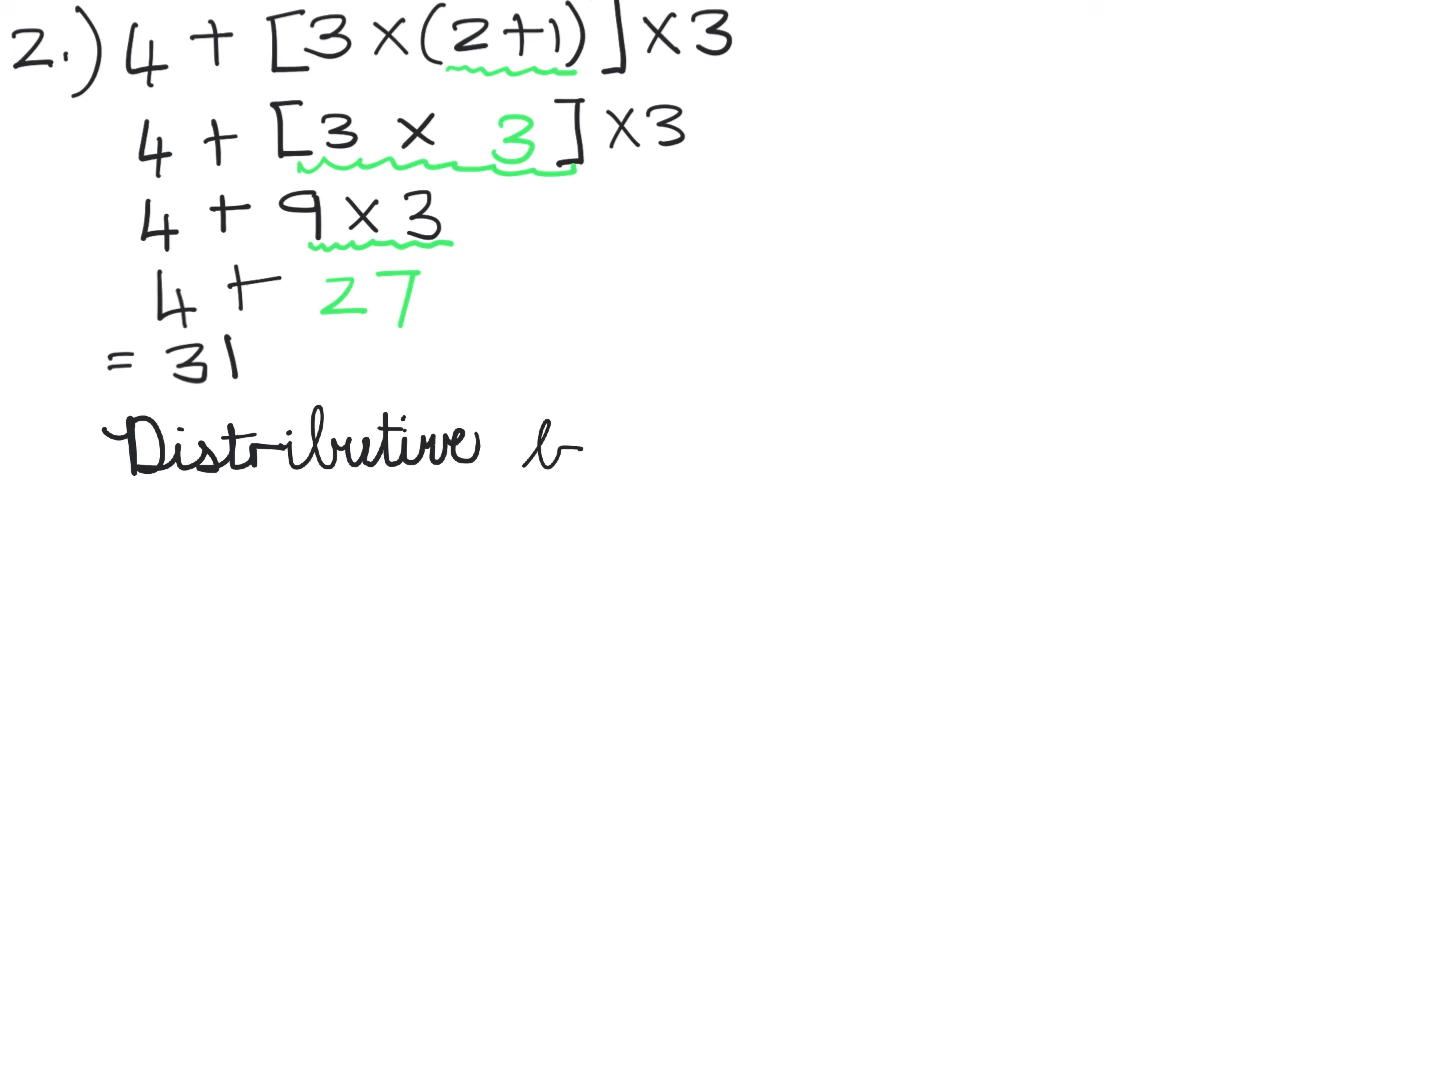 2.) 4 + [3 × (2+1)] × 3
4 + [3 × 3] × 3
4 + 9 × 3
4 + 27
= 31
Distributive b